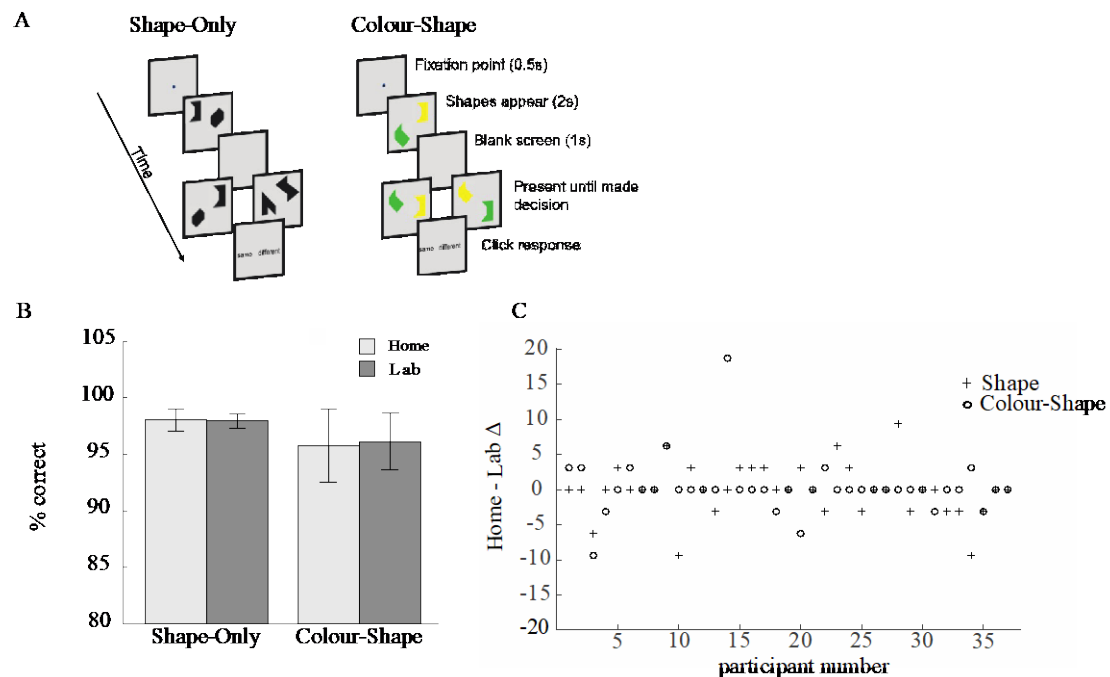 A
Shape-Only
Colour-Shape
Fixation point (0.5s)
Shapes appear (2s)
Blank screen (1s)
Time
Present until made
decision
same different
same different
Click response
B
105
100
95
90
85
80
% correct
Home
Lab
Shape-Only
Colour-Shape
C
20
15
10
5
0
-5
-10
-15
-20
Home - Lab Δ
+ Shape
o Colour-Shape
5 10 15 20 25 30 35
participant number